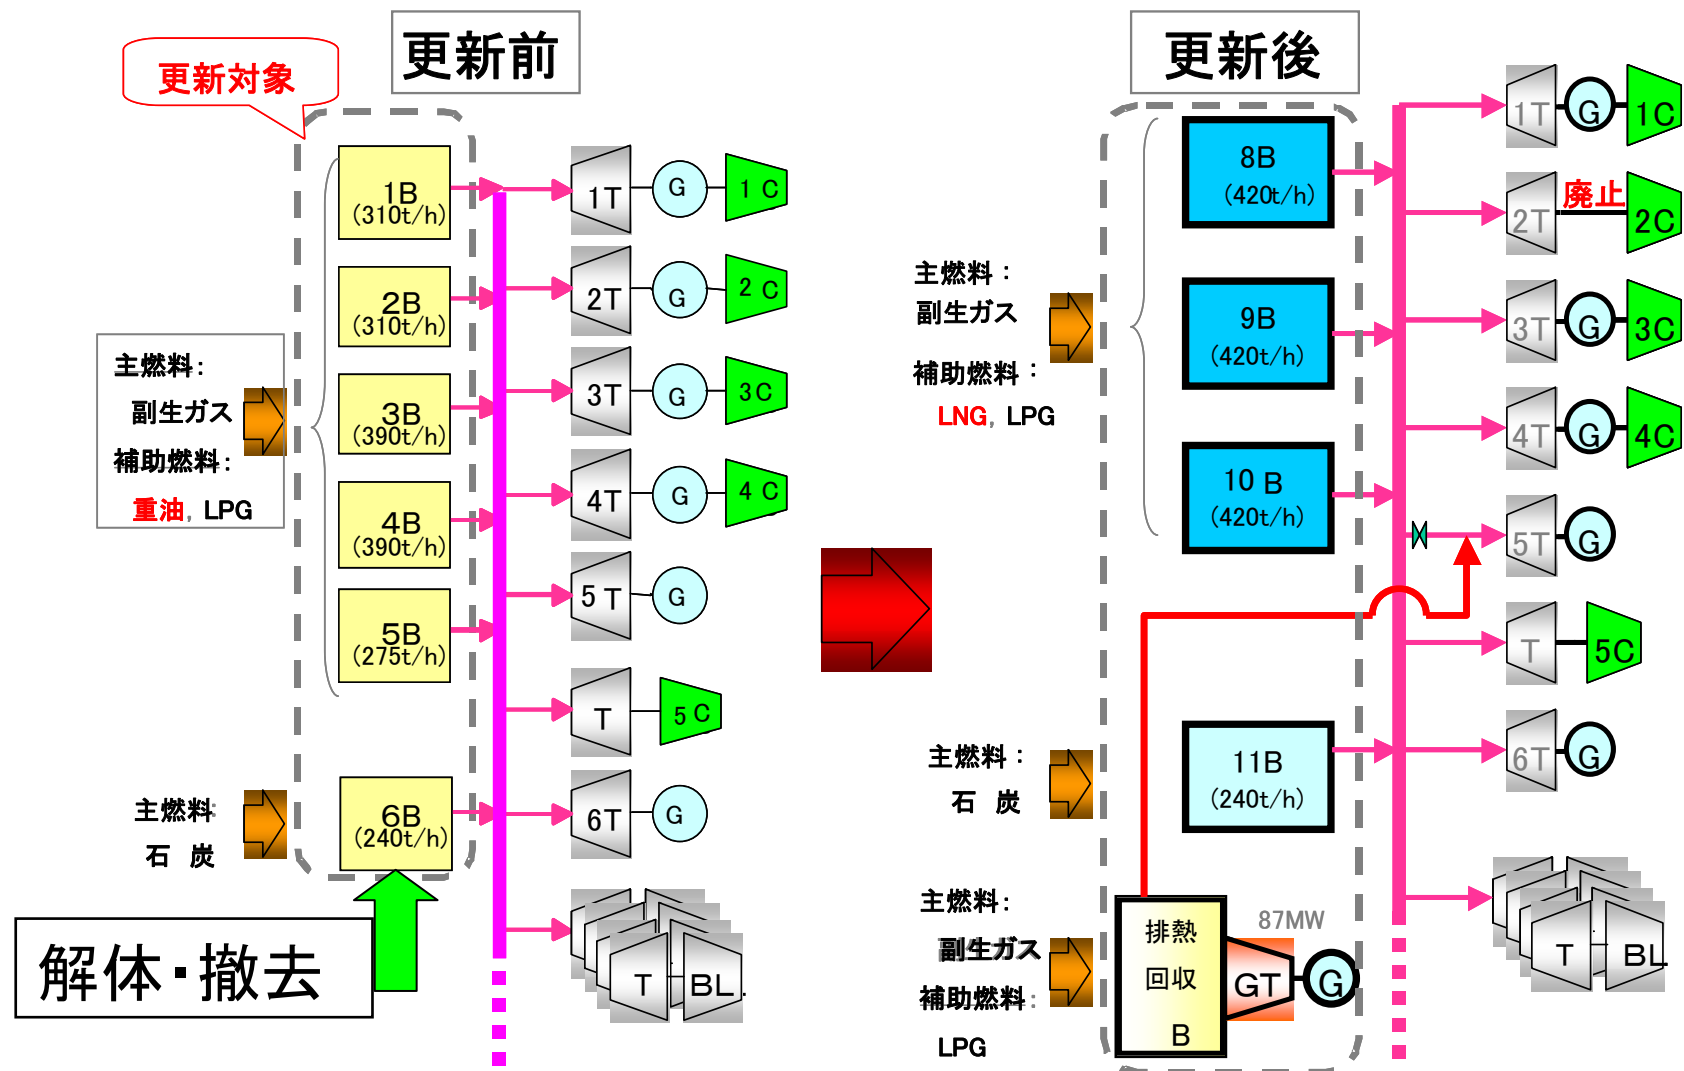 更新前
更新対象
1B
(310t/h)
2B
(310t/h)
3B
(390t/h)
4B
(390t/h)
5B
(275t/h)
6B
(240t/h)
主燃料:
副生ガス
補助燃料:
重油, LPG
主燃料:
石 炭
解体・撤去
1T G 1 C
2T G 2 C
3T G 3 C
4T G 4 C
5 T G
T 5 C
6T G
T BL.
更新後
8B
(420t/h)
9B
(420t/h)
10 B
(420t/h)
11B
(240t/h)
主燃料:
副生ガス
補助燃料:
LNG, LPG
主燃料:
石 炭
主燃料:
副生ガス
補助燃料:
LPG
排熱
回収
B
87MW
GT G
1T G 1C
2T 廃止 2C
3T G 3C
4T G 4C
5T G
T 5C
6T G
T BL